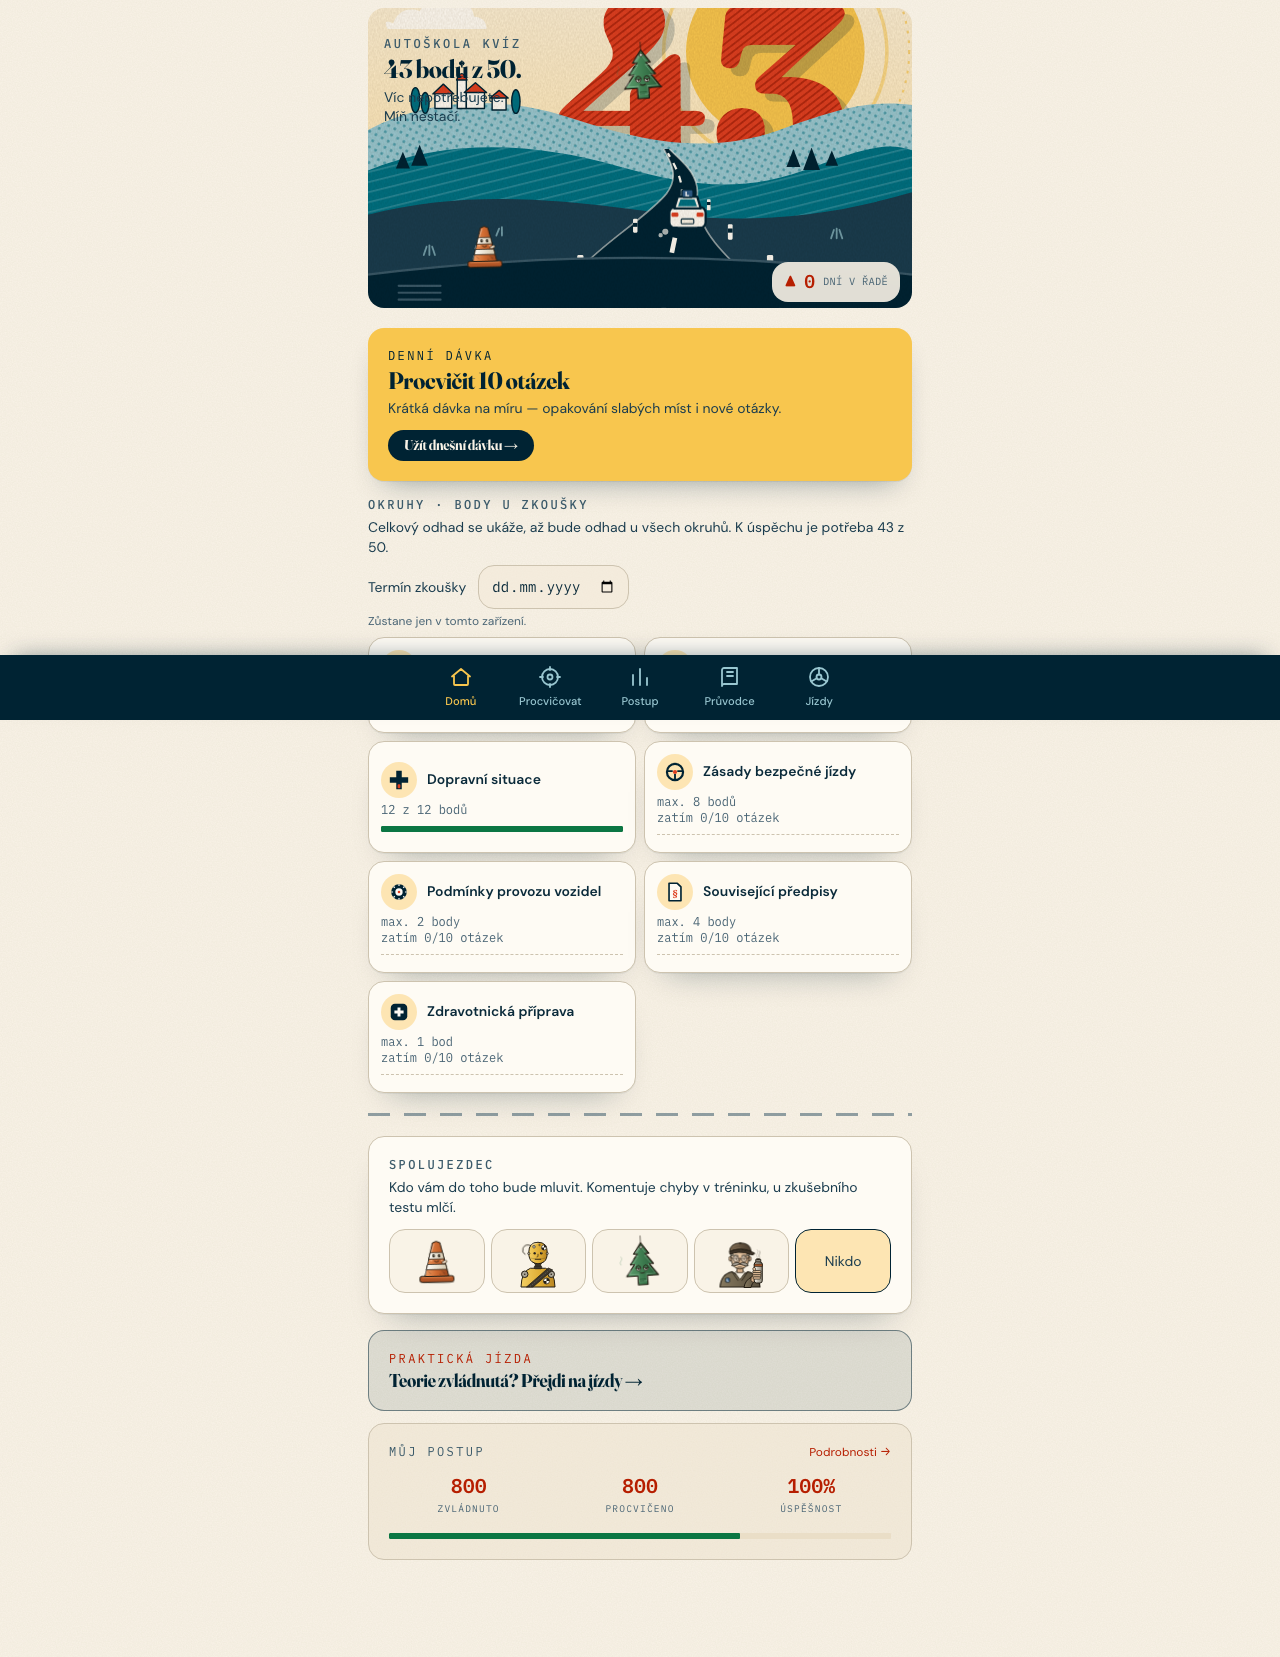 AUTOŠKOLA KVÍZ
43 bodů z 50.
Víc nepotřebujete.
Míň nestačí.
43
L
0 DNÍ V ŘADĚ
DENNÍ DÁVKA
Procvičit 10 otázek
Krátká dávka na míru — opakování slabých míst i nové otázky.
Užít dnešní dávku →
OKRUHY · BODY U ZKOUŠKY
Celkový odhad se ukáže, až bude odhad u všech okruhů. K úspěchu je potřeba 43 z
50.
Termín zkoušky dd.mm.yyyy
Zůstane jen v tomto zařízení.
Domů Procvičovat Postup Průvodce Jízdy
Dopravní situace
12 z 12 bodů
Zásady bezpečné jízdy
max. 8 bodů
zatím 0/10 otázek
Podmínky provozu vozidel
max. 2 body
zatím 0/10 otázek
§
Související předpisy
max. 4 body
zatím 0/10 otázek
Zdravotnická příprava
max. 1 bod
zatím 0/10 otázek
SPOLUJEZDEC
Kdo vám do toho bude mluvit. Komentuje chyby v tréninku, u zkušebního
testu mlčí.
Nikdo
PRAKTICKÁ JÍZDA
Teorie zvládnutá? Přejdi na jízdy →
MŮJ POSTUP
Podrobnosti →
800 800 100%
ZVLÁDNUTO PROCVIČENO ÚSPĚŠNOST